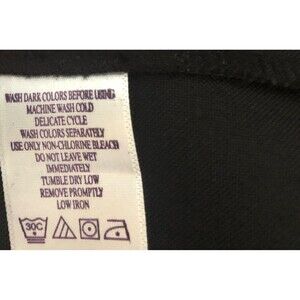 WASH DARK COLORS BEFORE USING
MACHINE WASH COLD
DELICATE CYCLE
WASH COLORS SEPARATELY
USE ONLY NON-CHLORINE BLEACH
DO NOT LEAVE WET
IMMEDIATELY
TUMBLE DRY LOW
REMOVE PROMPTLY
LOW IRON
30C